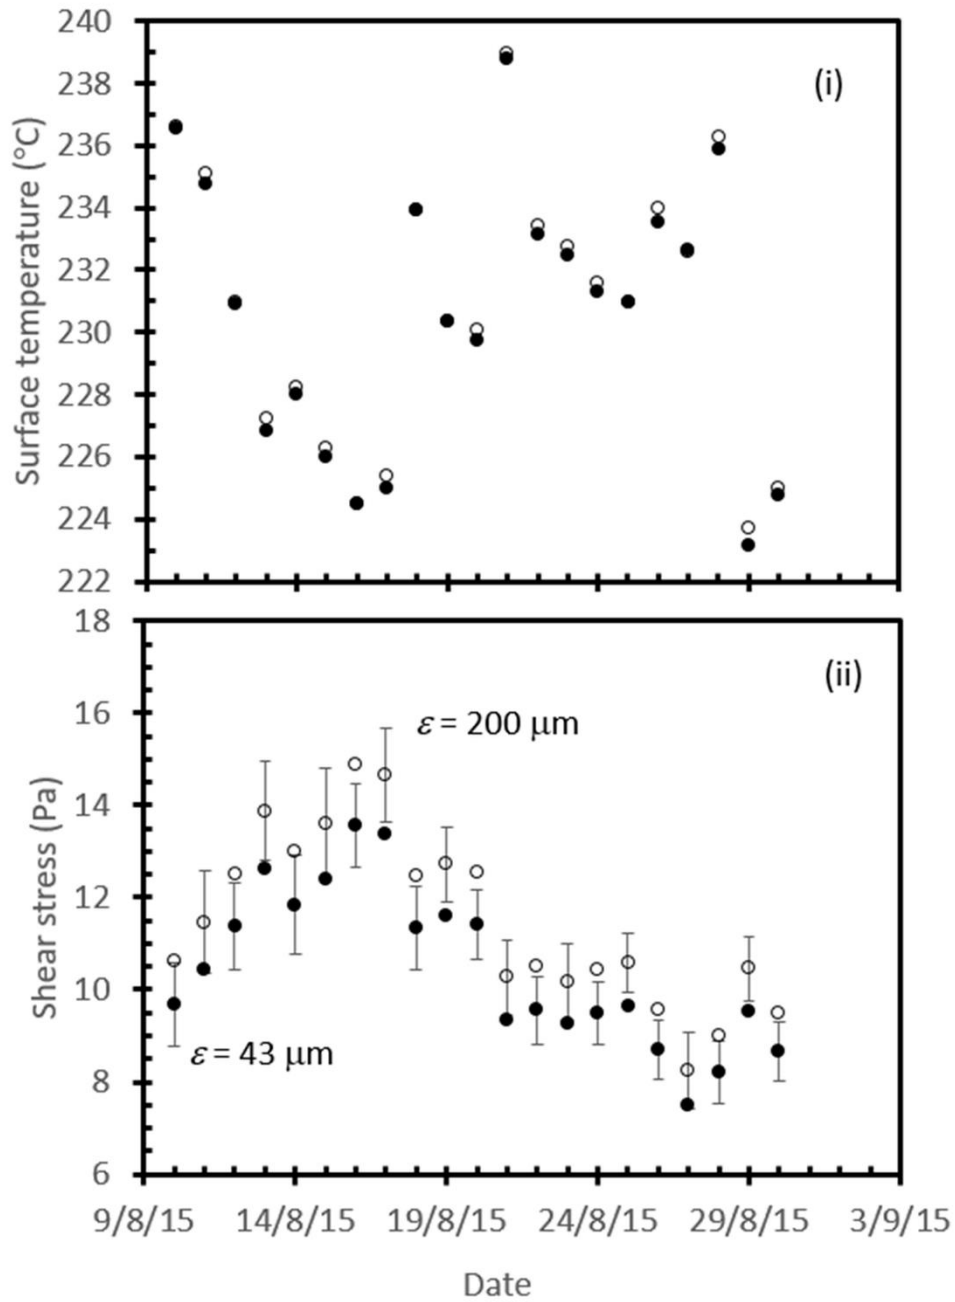 240
238
236
234
232
230
228
226
224
222
Surface temperature (°C)
(i)
18
16
14
12
10
8
6
Shear stress (Pa)
(ii)
ε = 200 μm
ε = 43 μm
9/8/15 14/8/15 19/8/15 24/8/15 29/8/15 3/9/15
Date